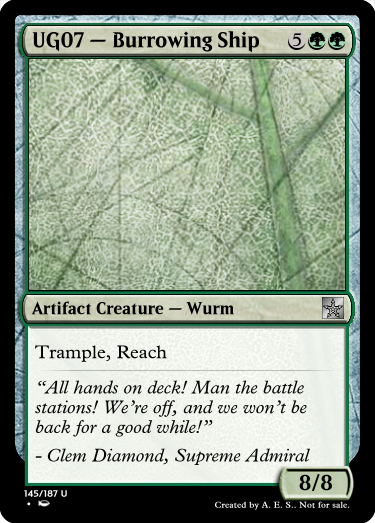 UG07 — Burrowing Ship 5
Artifact Creature — Wurm
Trample, Reach
“All hands on deck! Man the battle
stations! We’re off, and we won’t be
back for a good while!”
- Clem Diamond, Supreme Admiral
8/8
145/187 U
Created by A. E. S.. Not for sale.